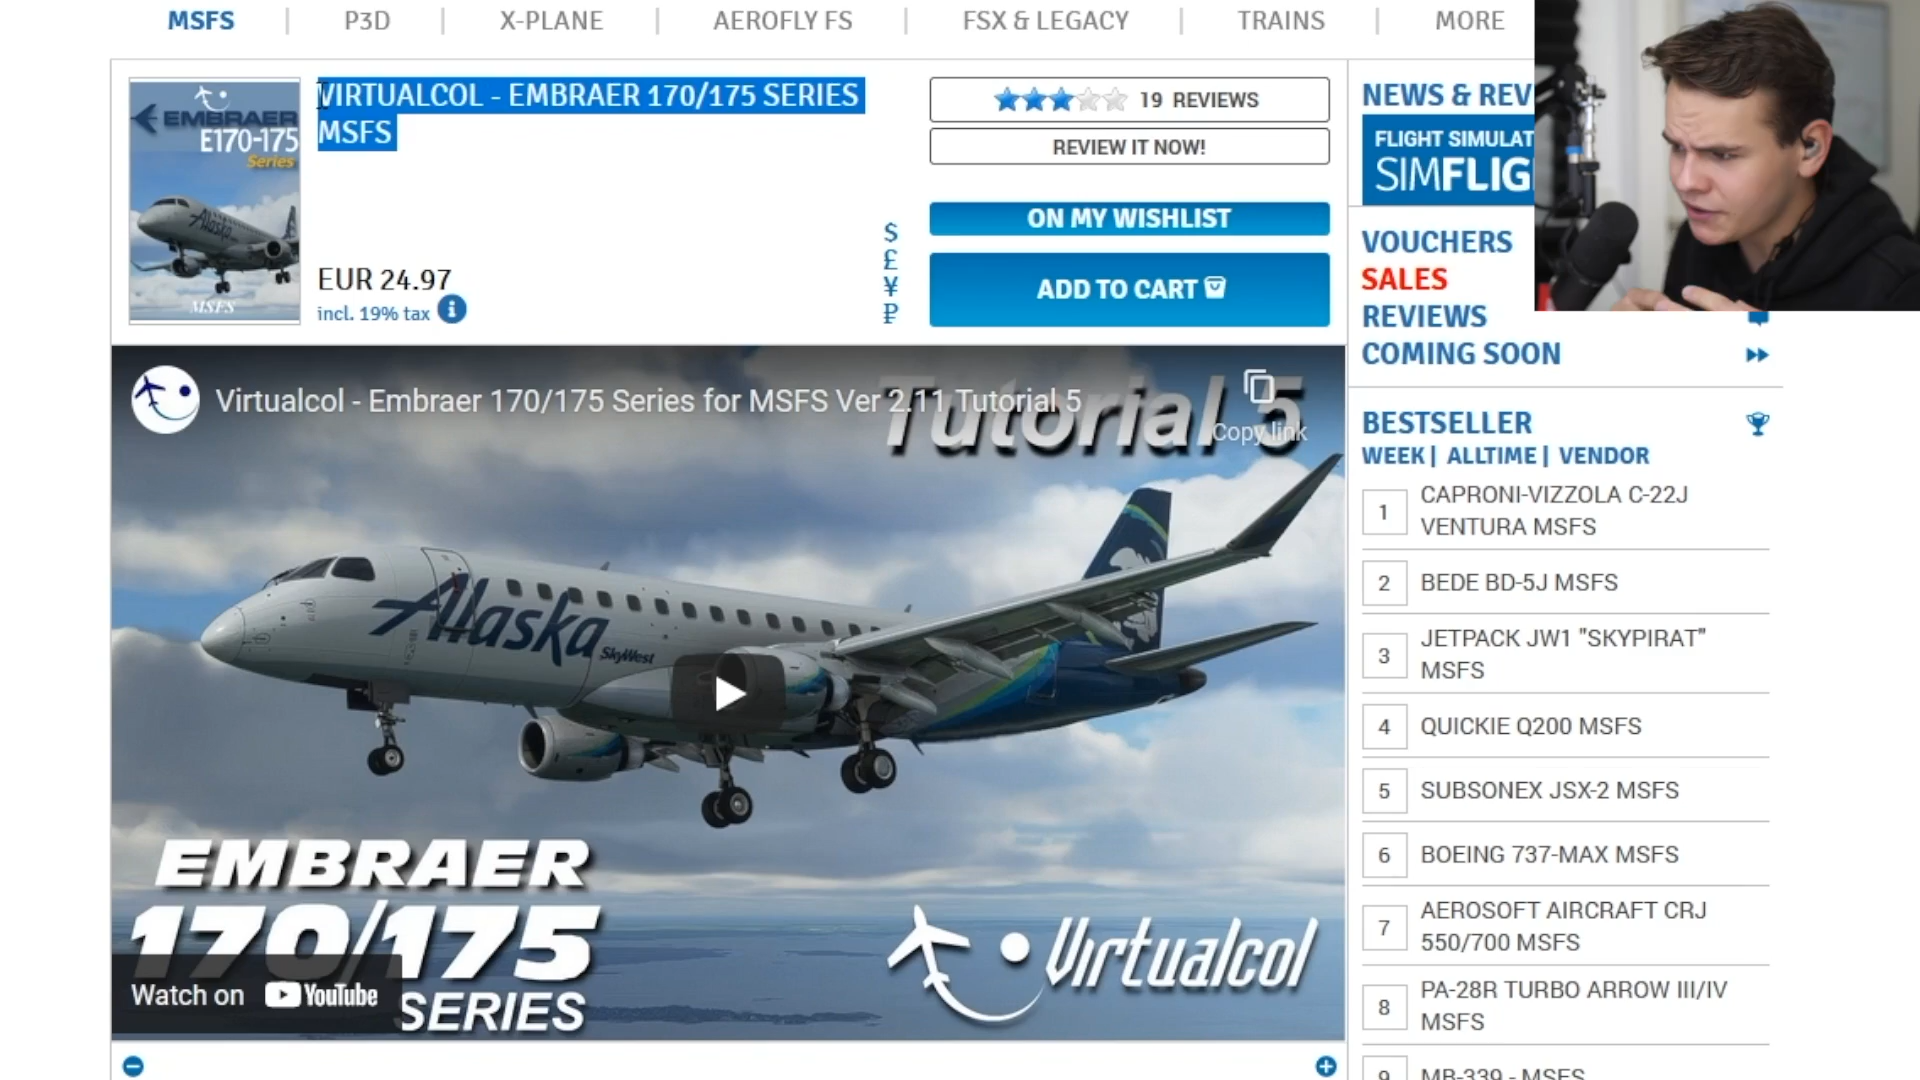 MSFS | P3D | X-PLANE | AEROFLY FS | FSX & LEGACY | TRAINS | MORE
EMBRAER
E170-175
Series
Alaska
MSFS
VIRTUALCOL - EMBRAER 170/175 SERIES
MSFS
EUR 24.97
incl. 19% tax
$
£
¥
₽
19 REVIEWS
REVIEW IT NOW!
ON MY WISHLIST
ADD TO CART
Virtualcol - Embraer 170/175 Series for MSFS Ver 2.11 Tutorial 5
Tutorial 5
Copy link
Alaska
SkyWest
EMBRAER
170/175
SERIES
Watch on YouTube
Virtualcol
NEWS & REV
FLIGHT SIMULAT
SIMFLIG
VOUCHERS
SALES
REVIEWS
COMING SOON
BESTSELLER
WEEK | ALLTIME | VENDOR
1 CAPRONI-VIZZOLA C-22J
VENTURA MSFS
2 BEDE BD-5J MSFS
3 JETPACK JW1 "SKYPIRAT"
MSFS
4 QUICKIE Q200 MSFS
5 SUBSONEX JSX-2 MSFS
6 BOEING 737-MAX MSFS
7 AEROSOFT AIRCRAFT CRJ
550/700 MSFS
8 PA-28R TURBO ARROW III/IV
MSFS
9 MB-339 - MSFS